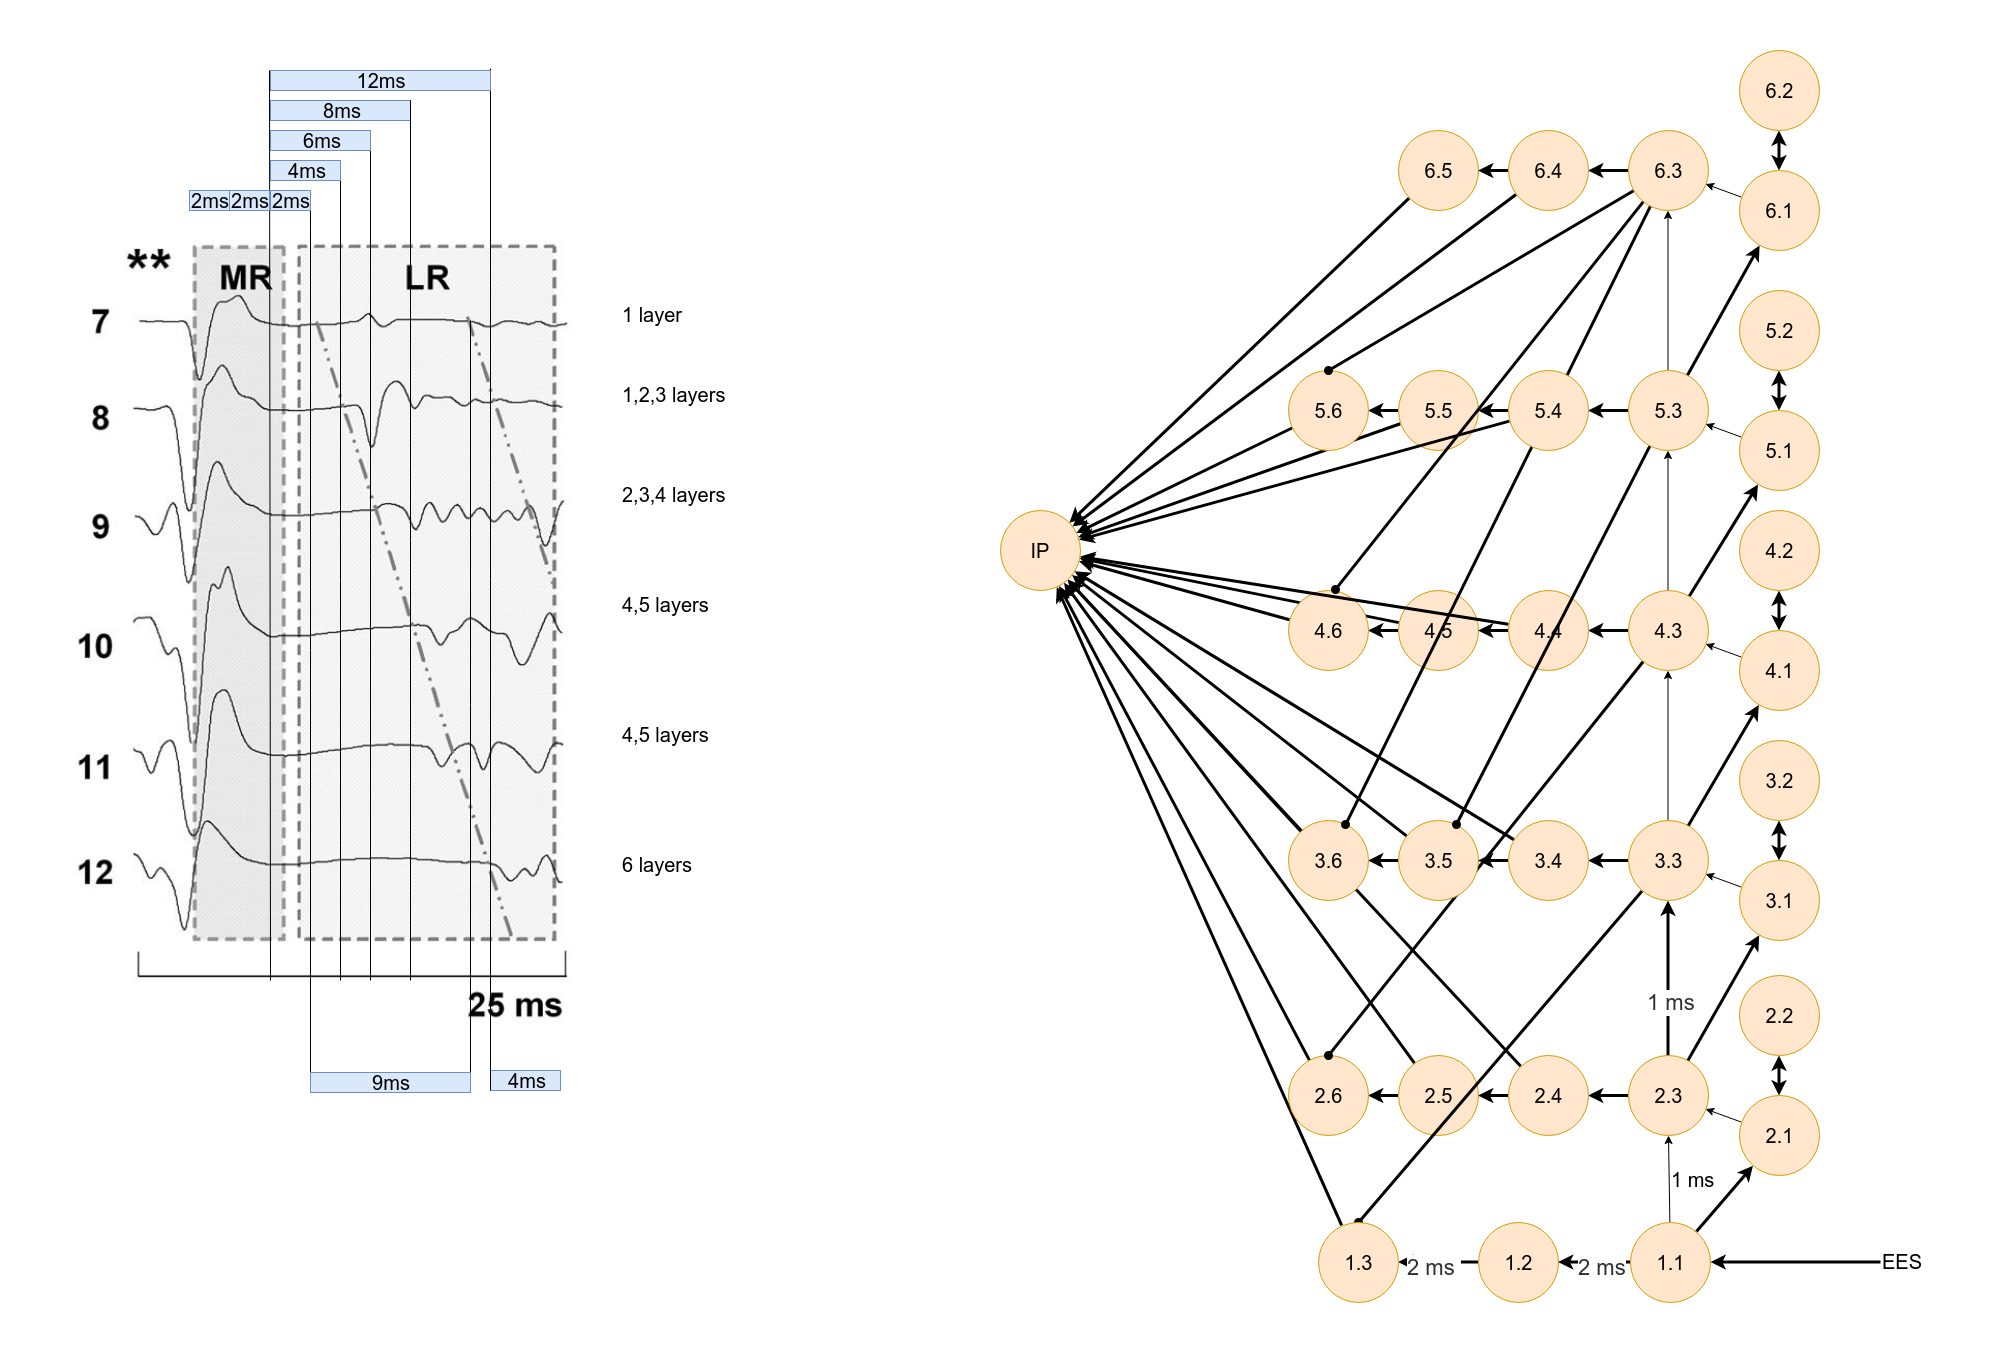 12ms
8ms
6ms
4ms
2ms 2ms 2ms
**
MR
LR
7
1 layer
8
1,2,3 layers
9
2,3,4 layers
10
4,5 layers
11
4,5 layers
12
6 layers
25 ms
9ms
4ms
6.2
6.5
6.4
6.3
6.1
5.2
5.6
5.5
5.4
5.3
5.1
IP
4.2
4.6
4.5
4.4
4.3
4.1
3.2
3.6
3.5
3.4
3.3
3.1
1 ms
2.2
2.6
2.5
2.4
2.3
2.1
1 ms
1.3
2 ms
1.2
2 ms
1.1
EES